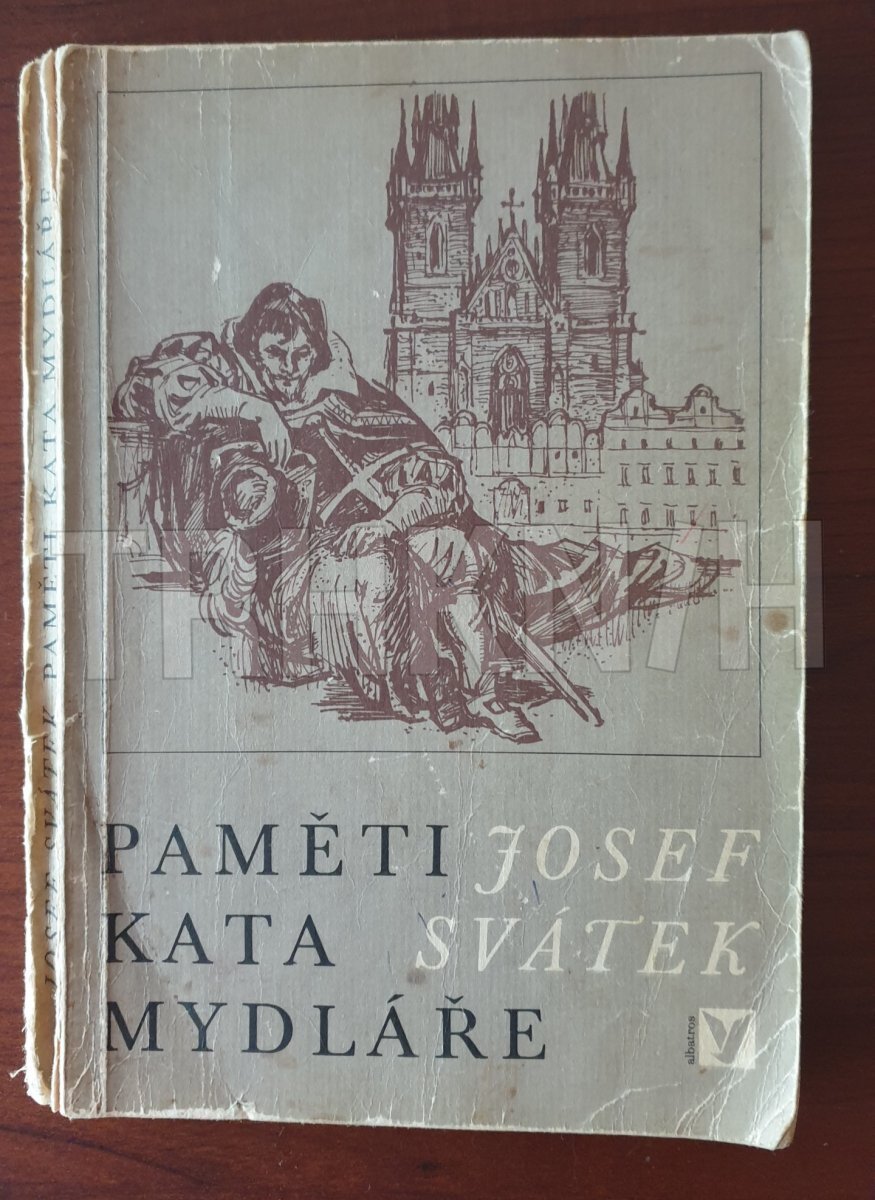 PAMĚTI JOSEF
KATA SVÁTEK
MYDLÁŘE
albatros
JOSEF SVÁTEK PAMĚTI KATA MYDLÁŘE